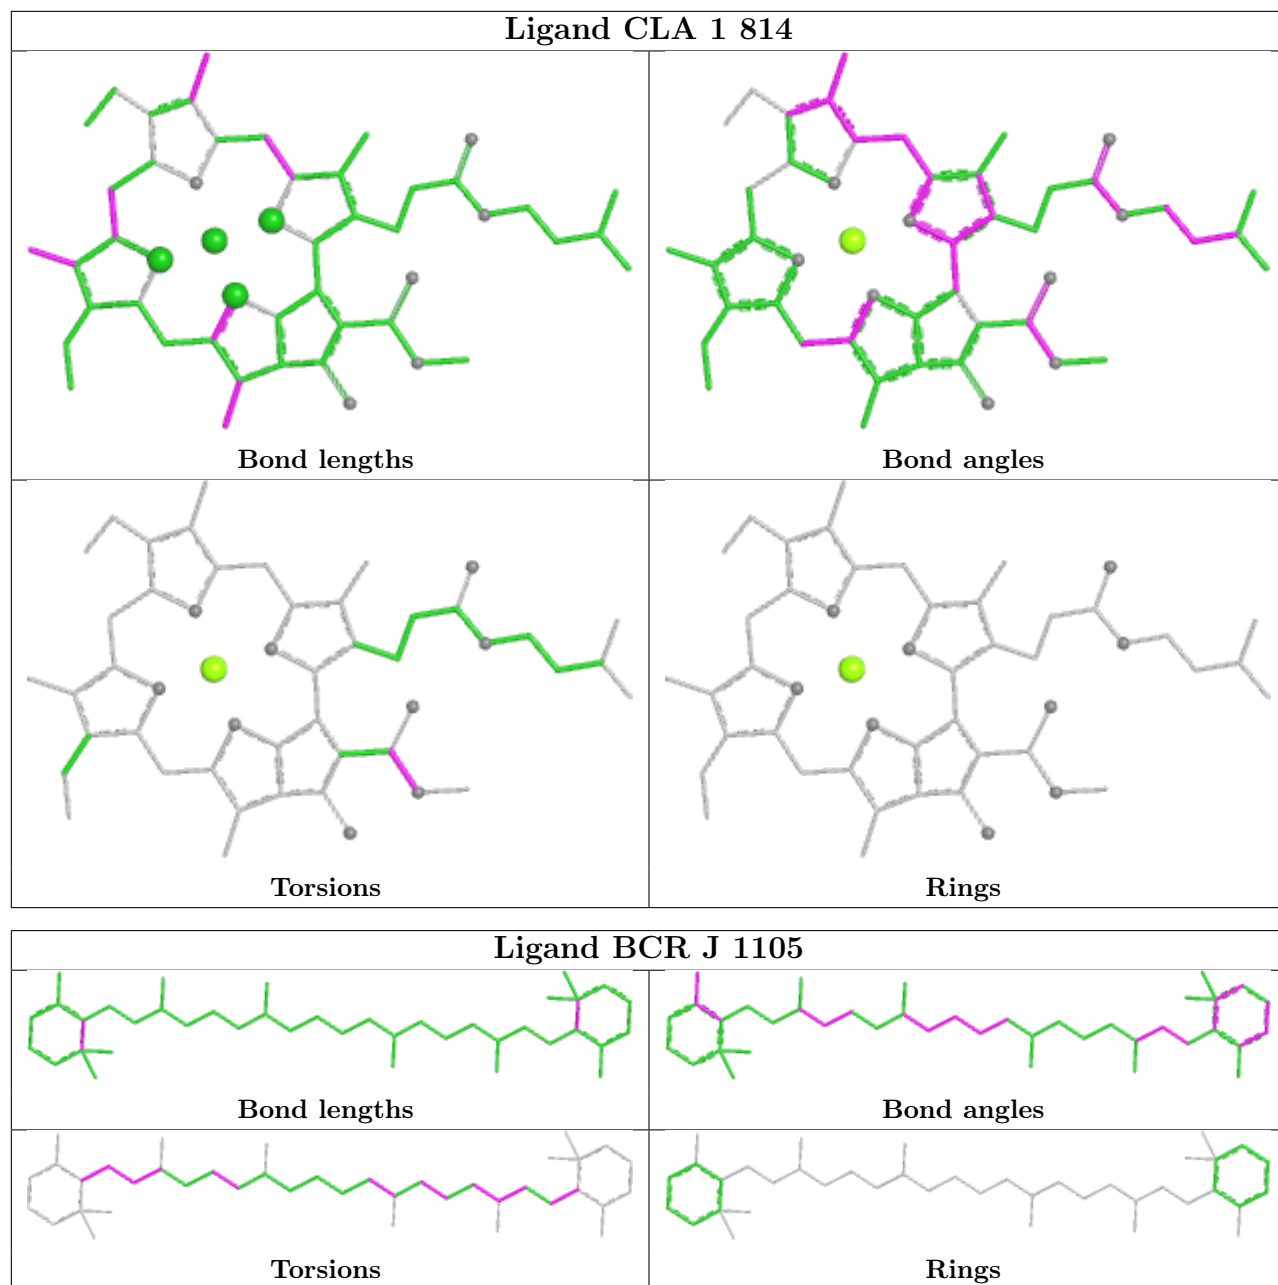 Ligand CLA 1 814
Bond lengths
Bond angles
Torsions
Rings
Ligand BCR J 1105
Bond lengths
Bond angles
Torsions
Rings